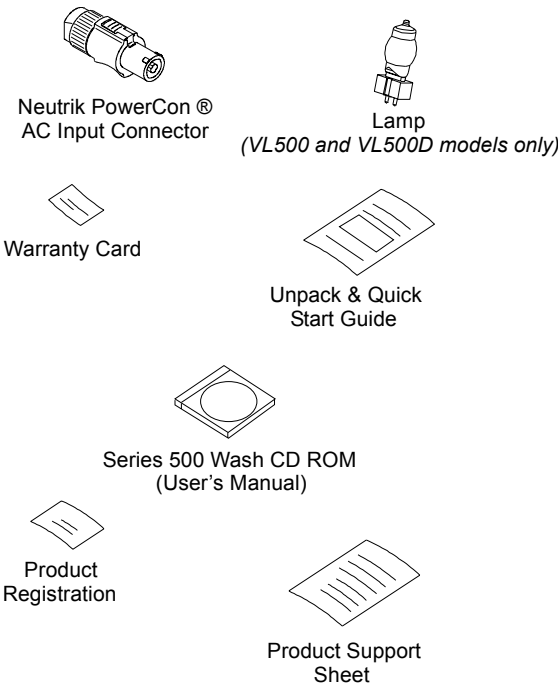 Neutrik PowerCon ®
AC Input Connector
Lamp
(VL500 and VL500D models only)
Warranty Card
Unpack & Quick
Start Guide
Series 500 Wash CD ROM
(User’s Manual)
Product
Registration
Product Support
Sheet